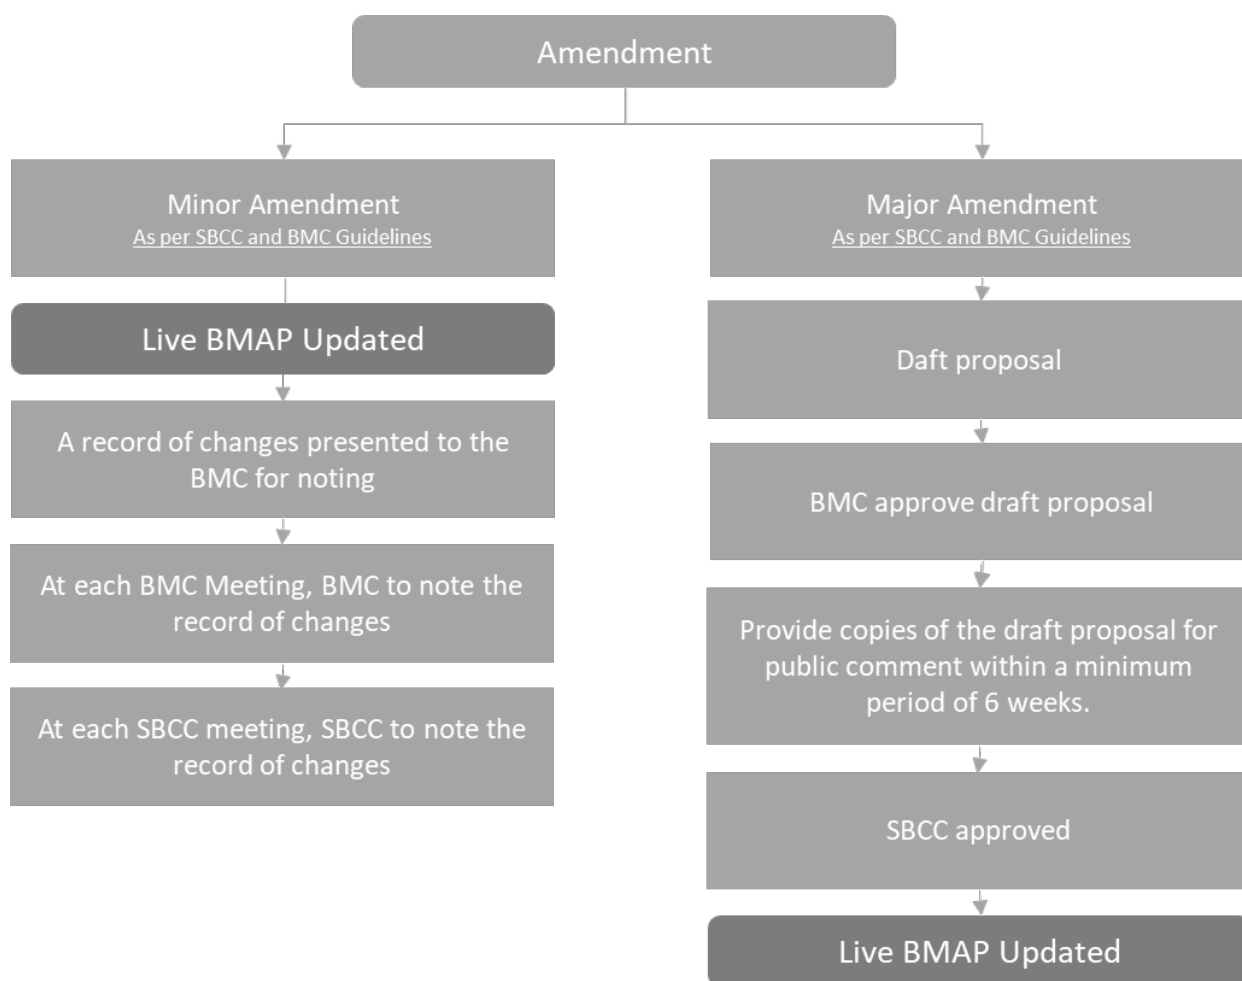 Amendment
Minor Amendment
As per SBCC and BMC Guidelines
Live BMAP Updated
A record of changes presented to the
BMC for noting
At each BMC Meeting, BMC to note the
record of changes
At each SBCC meeting, SBCC to note the
record of changes
Major Amendment
As per SBCC and BMC Guidelines
Daft proposal
BMC approve draft proposal
Provide copies of the draft proposal for
public comment within a minimum
period of 6 weeks.
SBCC approved
Live BMAP Updated